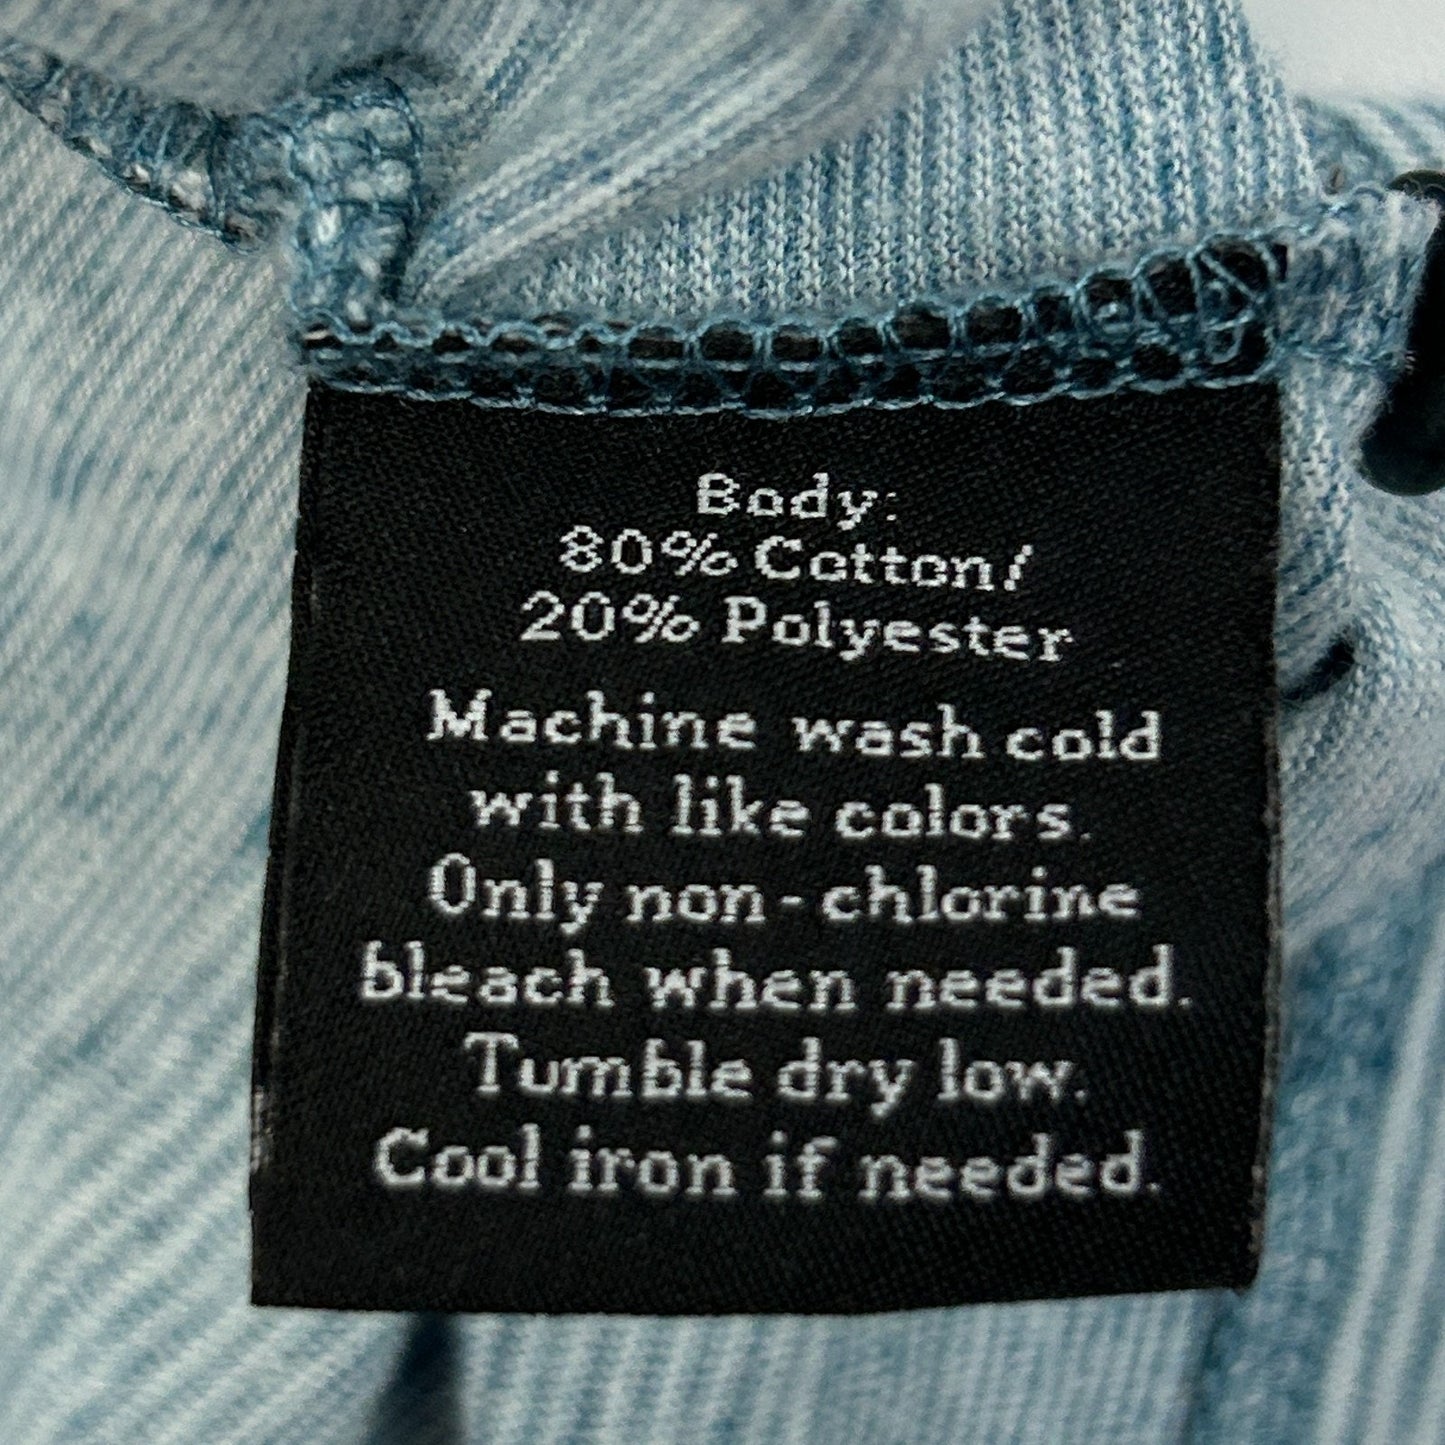 Body:
80% Cotton/
20% Polyester
Machine wash cold
with like colors.
Only non-chlorine
bleach when needed.
Tumble dry low.
Cool iron if needed.